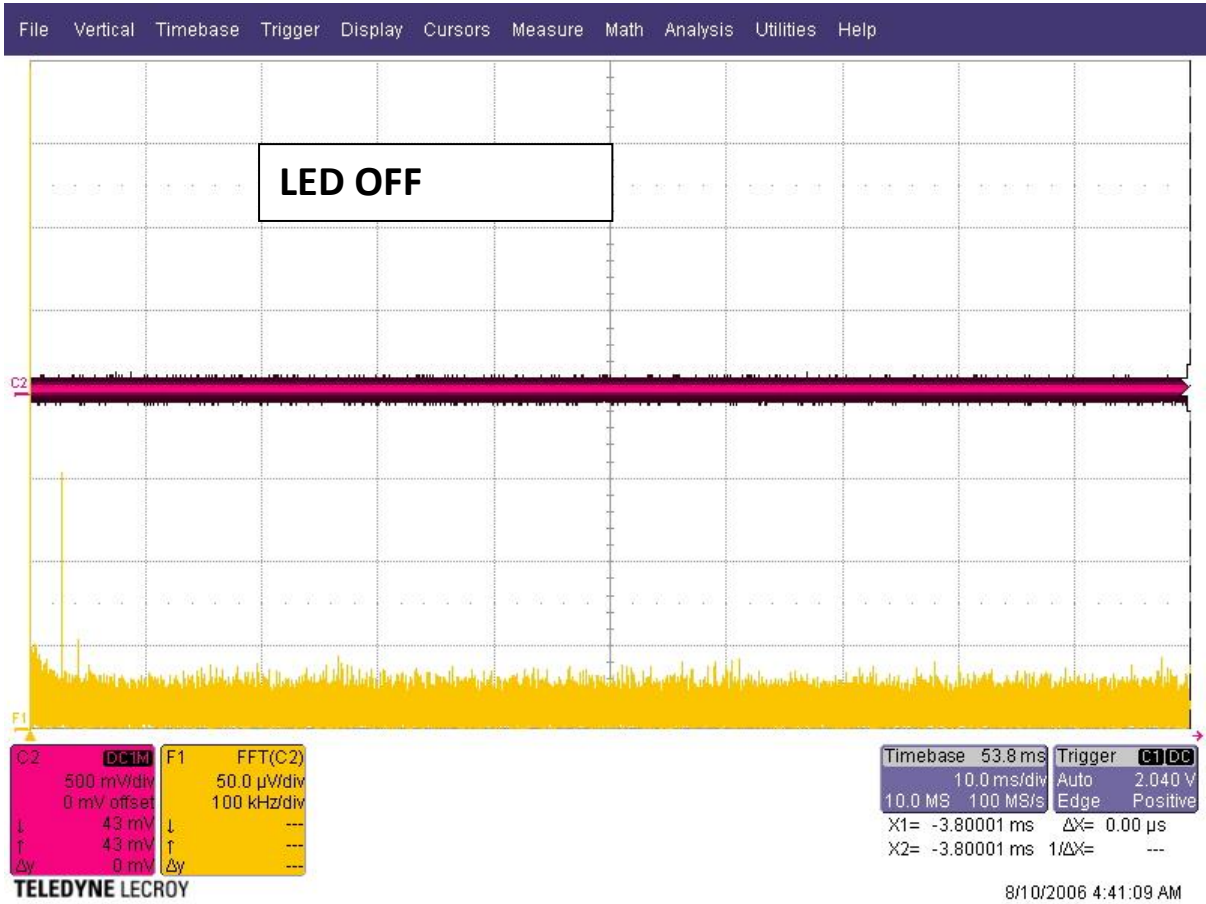 File Vertical Timebase Trigger Display Cursors Measure Math Analysis Utilities Help
LED OFF
C2
F1
C2 DC1M
500 mV/div
0 mV offset
↓ 43 mV
↑ 43 mV
Δy 0 mV
F1 FFT(C2)
50.0 µV/div
100 kHz/div
↓ ---
↑ ---
Δy ---
Timebase 53.8 ms
10.0 ms/div
10.0 MS 100 MS/s
Trigger C1 DC
Auto 2.040 V
Edge Positive
X1= -3.80001 ms ΔX= 0.00 µs
X2= -3.80001 ms 1/ΔX= ---
TELEDYNE LECROY
8/10/2006 4:41:09 AM